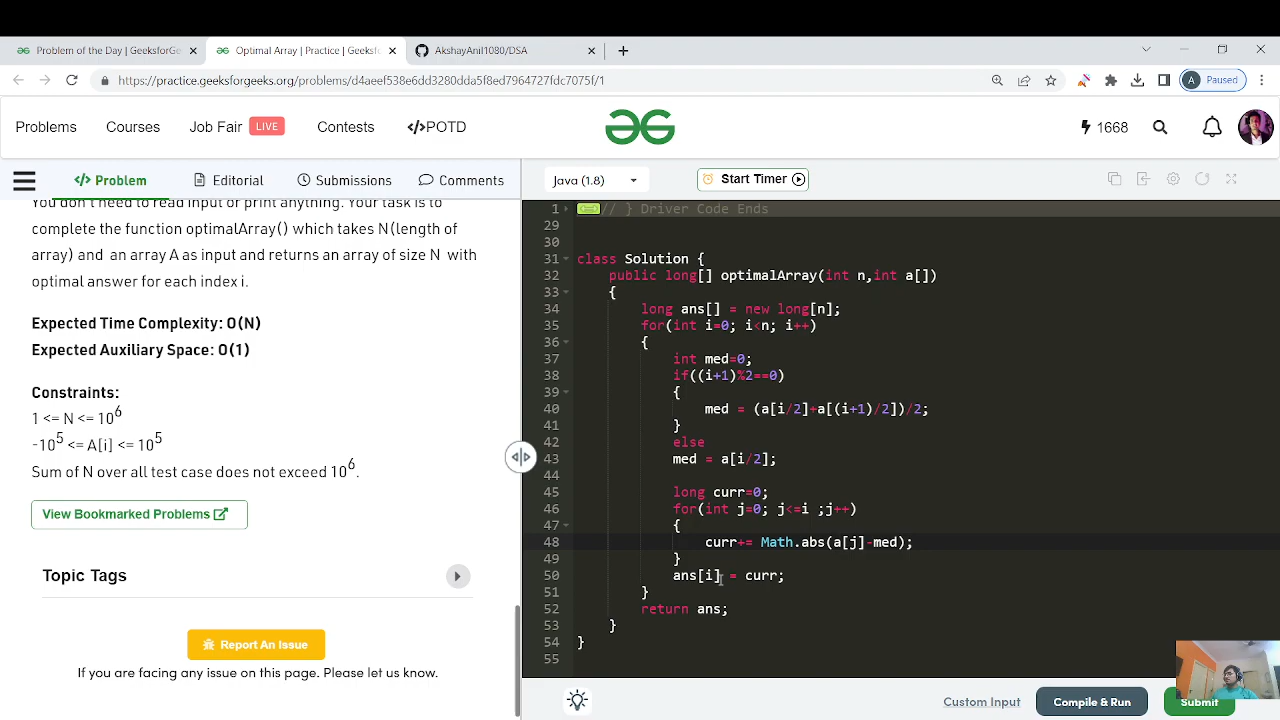 Problem of the Day | GeeksforGe
Optimal Array | Practice | Geeksfo
AkshayAnil1080/DSA
https://practice.geeksforgeeks.org/problems/d4aeef538e6dd3280dda5f8ed7964727fdc7075f/1
A Paused
Problems
Courses
Job Fair LIVE
Contests
</>POTD
1668
</> Problem
Editorial
Submissions
Comments
Java (1.8)
Start Timer
You don't need to read input or print anything. Your task is to
complete the function optimalArray(),which takes N(length of
array) and an array A as input and returns an array of size N with
optimal answer for each index i.
Expected Time Complexity: O(N)
Expected Auxiliary Space: O(1)
Constraints:
1 <= N <= 10^6
-10^5 <= A[i] <= 10^5
Sum of N over all test case does not exceed 10^6.
View Bookmarked Problems
Topic Tags
Report An Issue
If you are facing any issue on this page. Please let us know.
1 // } Driver Code Ends
29
30
31 class Solution {
32 public long[] optimalArray(int n,int a[])
33 {
34 long ans[] = new long[n];
35 for(int i=0; i<n; i++)
36 {
37 int med=0;
38 if((i+1)%2==0)
39 {
40 med = (a[i/2]+a[(i+1)/2])/2;
41 }
42 else
43 med = a[i/2];
44
45 long curr=0;
46 for(int j=0; j<=i ;j++)
47 {
48 curr+= Math.abs(a[j]-med);
49 }
50 ans[i] = curr;
51 }
52 return ans;
53 }
54 }
55
Custom Input
Compile & Run
Submit